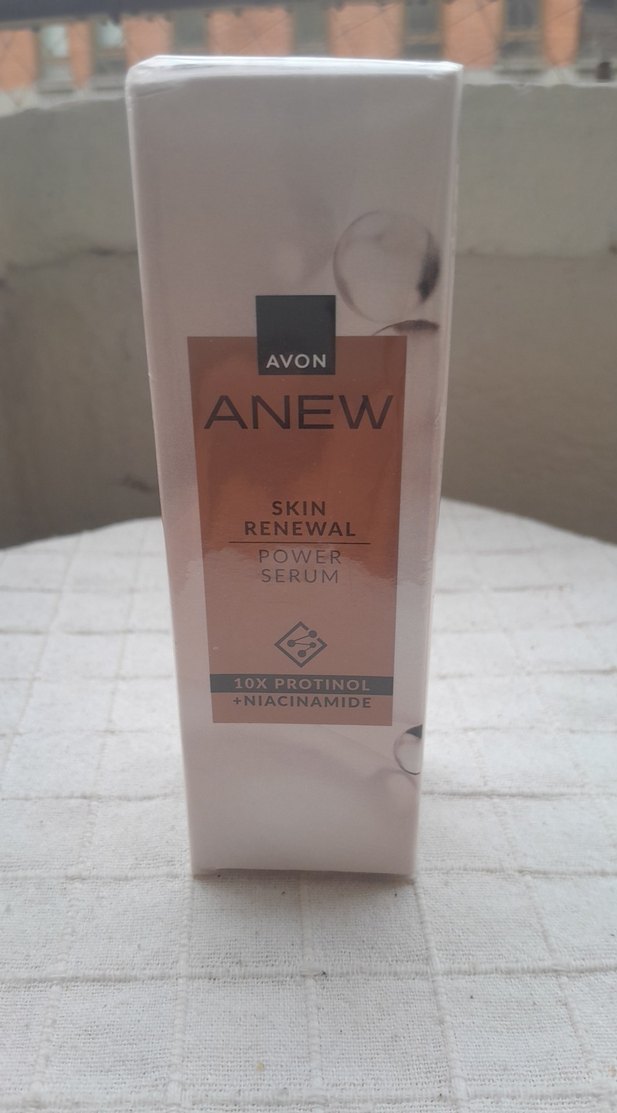 AVON
ANEW
SKIN
RENEWAL
POWER
SERUM
10X PROTINOL
+NIACINAMIDE